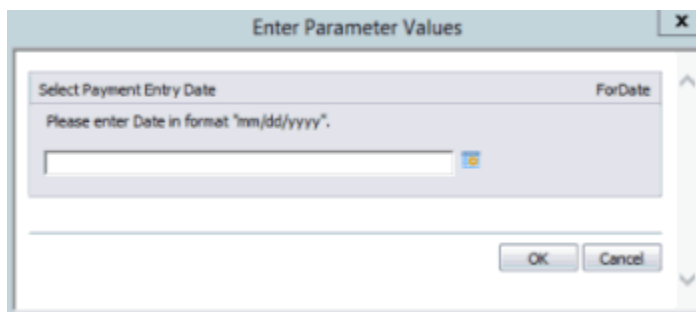 Enter Parameter Values
x
Select Payment Entry Date ForDate
Please enter Date in format "mm/dd/yyyy".
OK Cancel